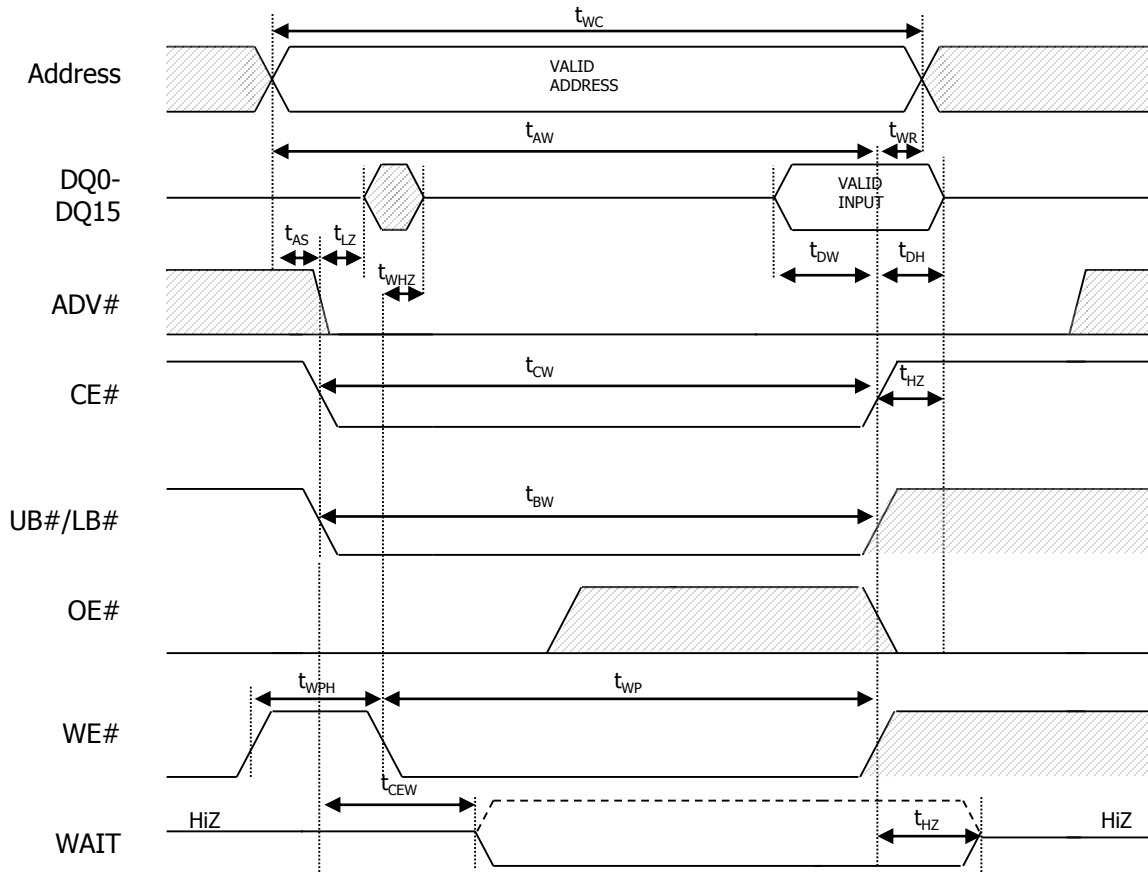 tWC
Address
VALID
ADDRESS
tAW
tWR
DQ0-
DQ15
VALID
INPUT
tAS
tLZ
tWHZ
tDW
tDH
ADV#
CE#
tCW
tHZ
UB#/LB#
tBW
OE#
tWPH
tWP
WE#
tCEW
WAIT
HiZ
tHZ
HiZ